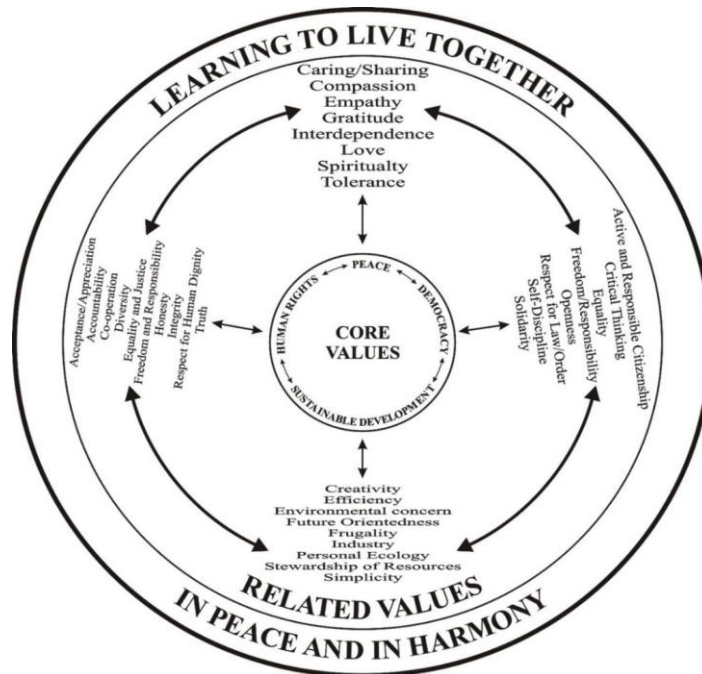 LEARNING TO LIVE TOGETHER
Caring/Sharing
Compassion
Empathy
Gratitude
Interdependence
Love
Spiritualty
Tolerance
Acceptance/Appreciation
Accountability
Co-operation
Diversity
Equality and Justice
Freedom and Responsibility
Honesty
Integrity
Respect for Human Dignity
Truth
HUMAN RIGHTS
PEACE
DEMOCRACY
SUSTAINABLE DEVELOPMENT
CORE
VALUES
Active and Responsible Citizenship
Critical Thinking
Equality
Freedom/Responsibility
Openness
Respect for Law/Order
Self-Discipline
Solidarity
Creativity
Efficiency
Environmental concern
Future Orientedness
Frugality
Industry
Personal Ecology
Stewardship of Resources
Simplicity
RELATED VALUES
IN PEACE AND IN HARMONY